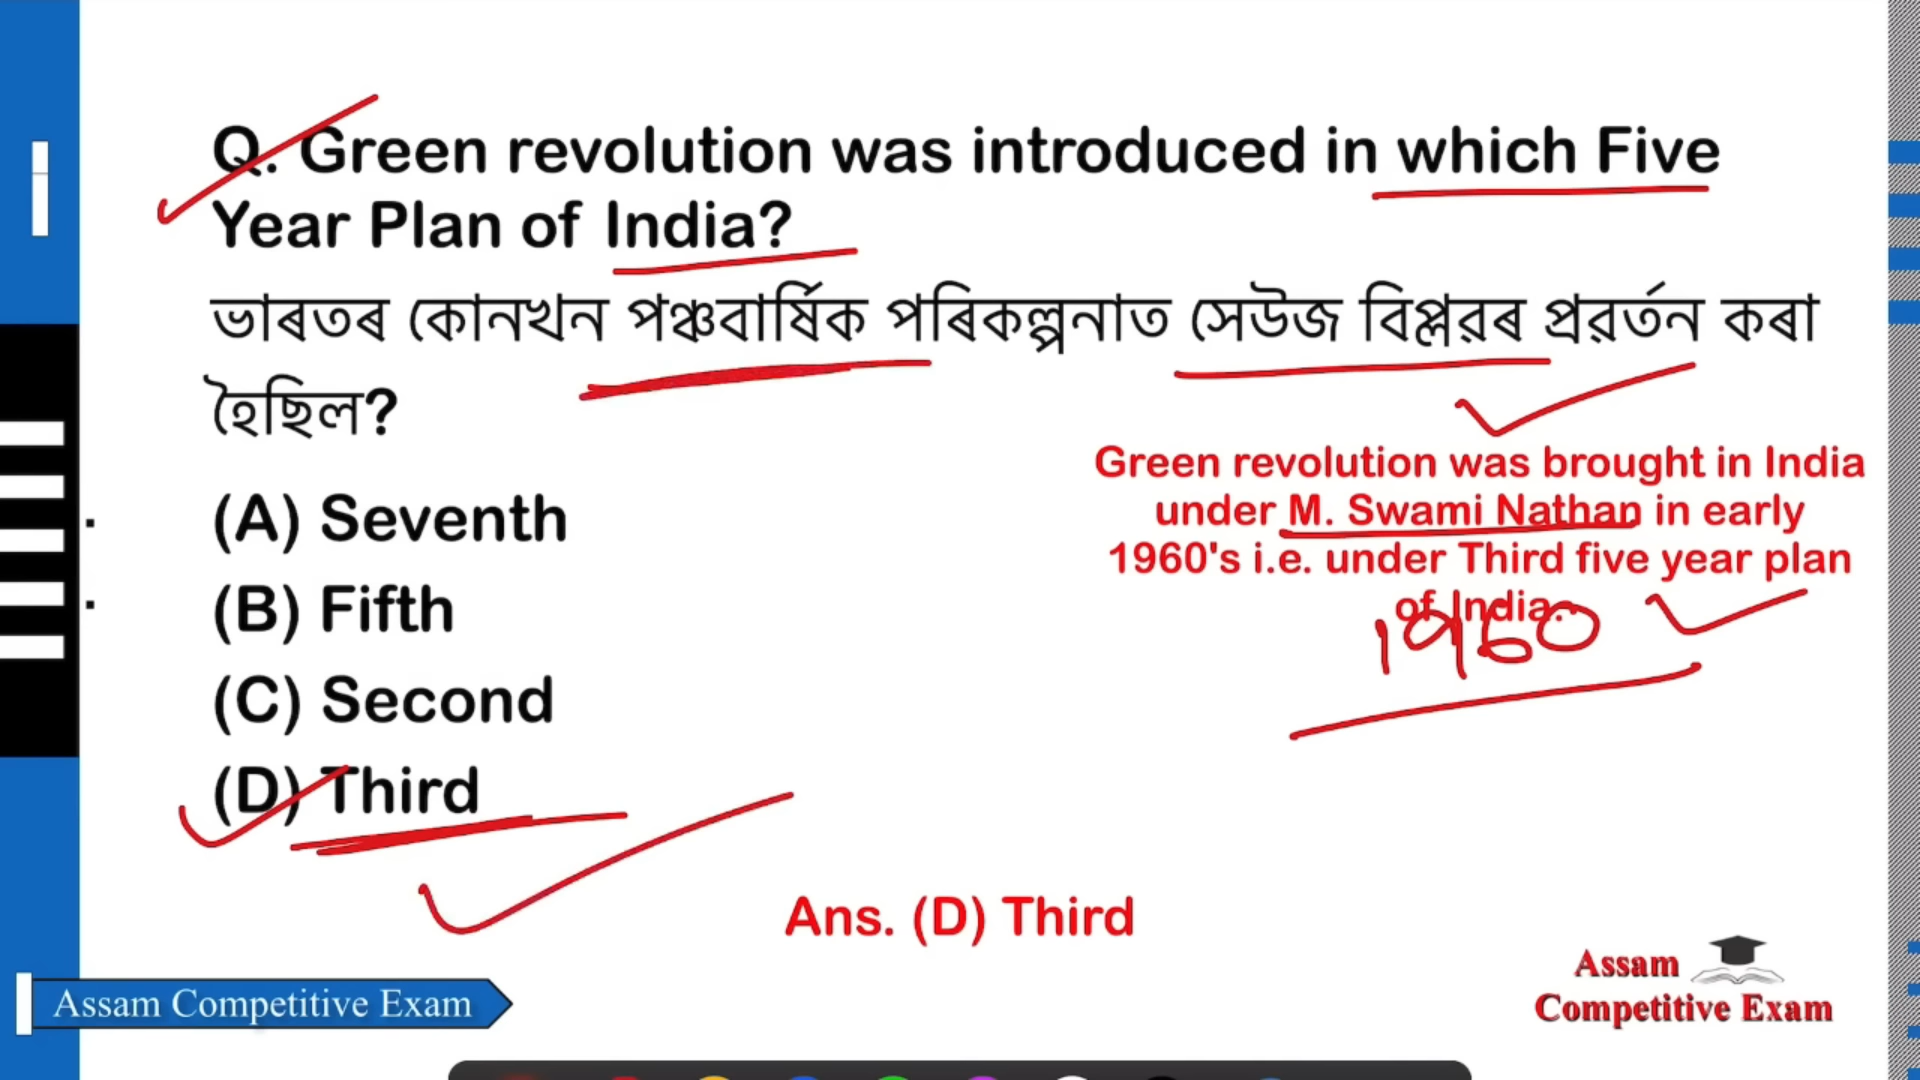 Q. Green revolution was introduced in which Five
Year Plan of India?
ভাৰতৰ কোনখন পঞ্চবাৰ্ষিক পৰিকল্পনাত সেউজ বিপ্লৱৰ প্ৰৱৰ্তন কৰা
হৈছিল?
(A) Seventh
(B) Fifth
(C) Second
(D) Third
Green revolution was brought in India
under M. Swami Nathan in early
1960's i.e. under Third five year plan
of India.
1960
Ans. (D) Third
Assam Competitive Exam
Assam
Competitive Exam